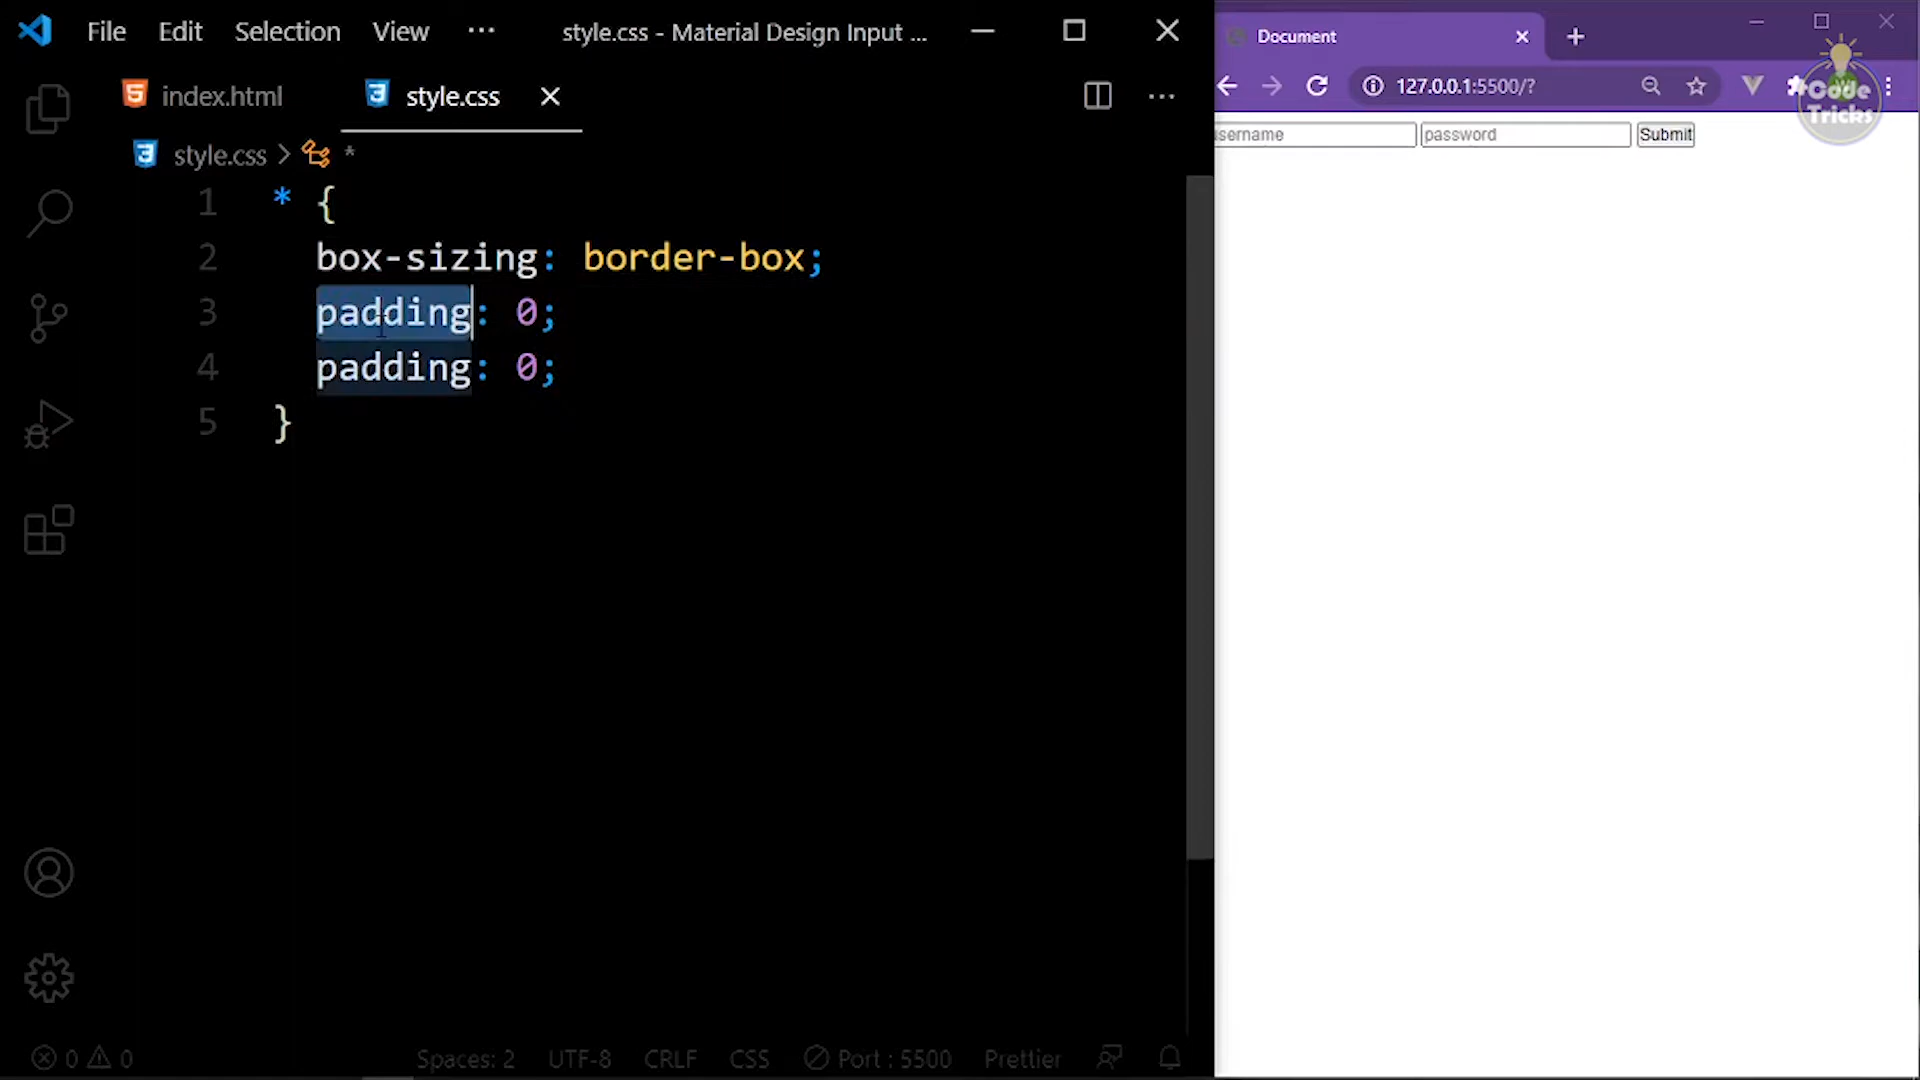 File Edit Selection View ··· style.css - Material Design Input ...
index.html style.css
style.css > *
1 * {
2 box-sizing: border-box;
3 padding: 0;
4 padding: 0;
5 }
0 0 Spaces: 2 UTF-8 CRLF CSS Port : 5500 Prettier
Document
127.0.0.1:5500/?
Code
Tricks
sername password Submit